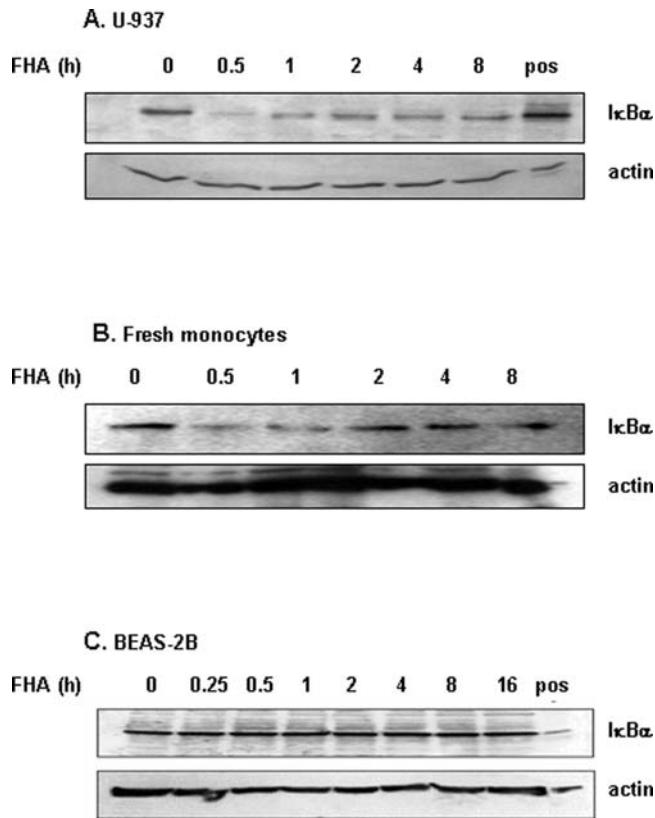 A. U-937
FHA (h) 0 0.5 1 2 4 8 pos
IκBα
actin
B. Fresh monocytes
FHA (h) 0 0.5 1 2 4 8
IκBα
actin
C. BEAS-2B
FHA (h) 0 0.25 0.5 1 2 4 8 16 pos
IκBα
actin